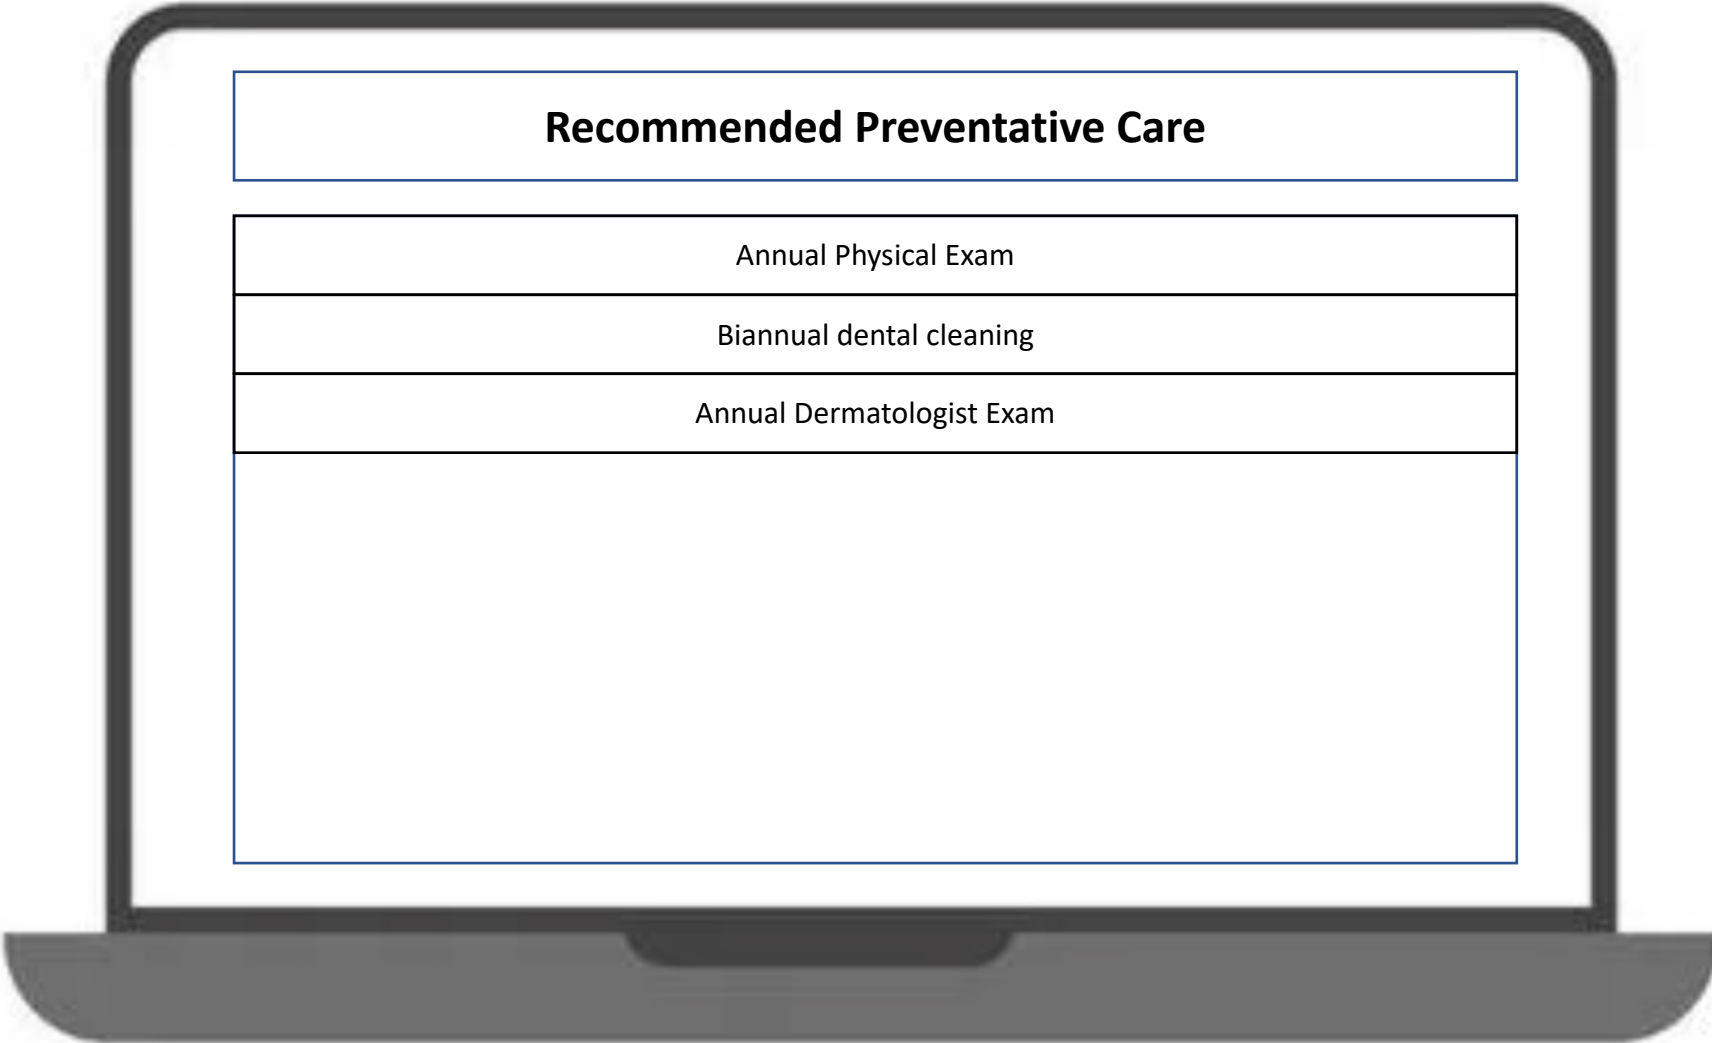 Recommended Preventative Care
Annual Physical Exam
Biannual dental cleaning
Annual Dermatologist Exam